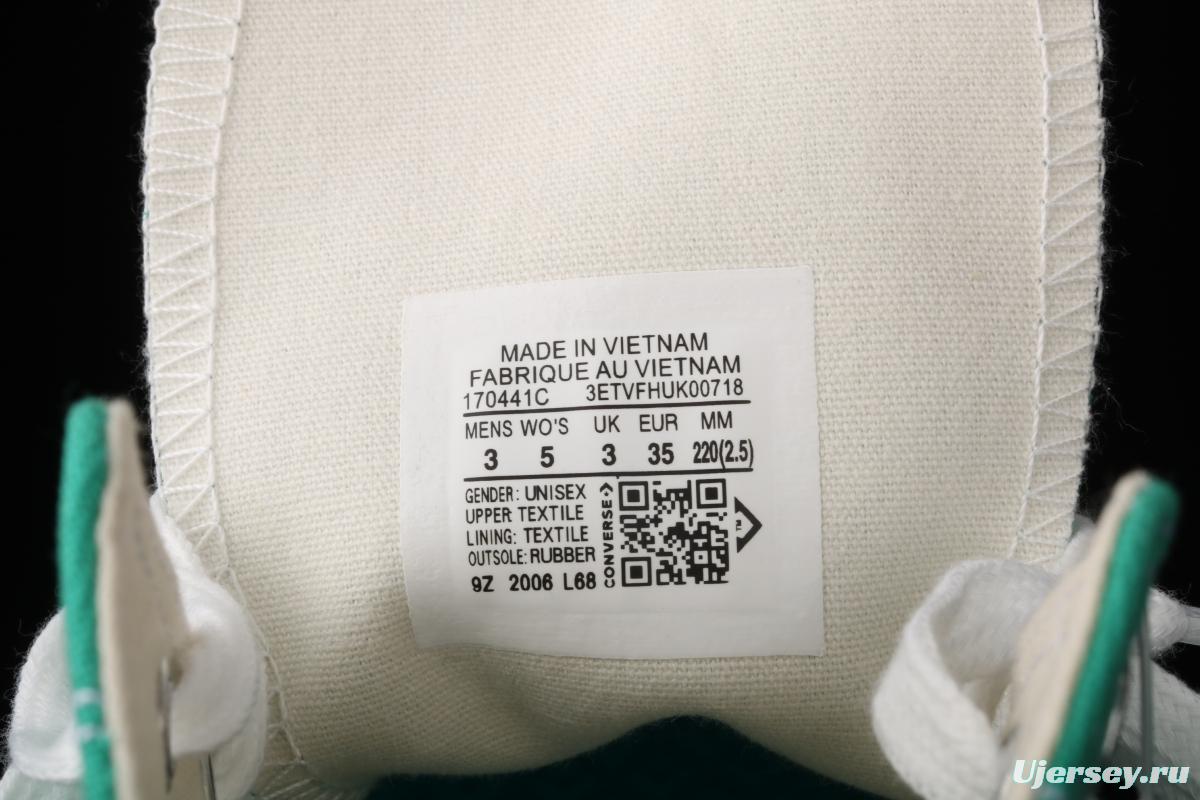 MADE IN VIETNAM
FABRIQUE AU VIETNAM
170441C 3ETVFHUK00718
MENS WO'S UK EUR MM
3 5 3 35 220(2.5)
GENDER: UNISEX
UPPER: TEXTILE
LINING: TEXTILE
OUTSOLE: RUBBER
9Z 2006 L68
CONVERSE
TM
Ujersey.ru